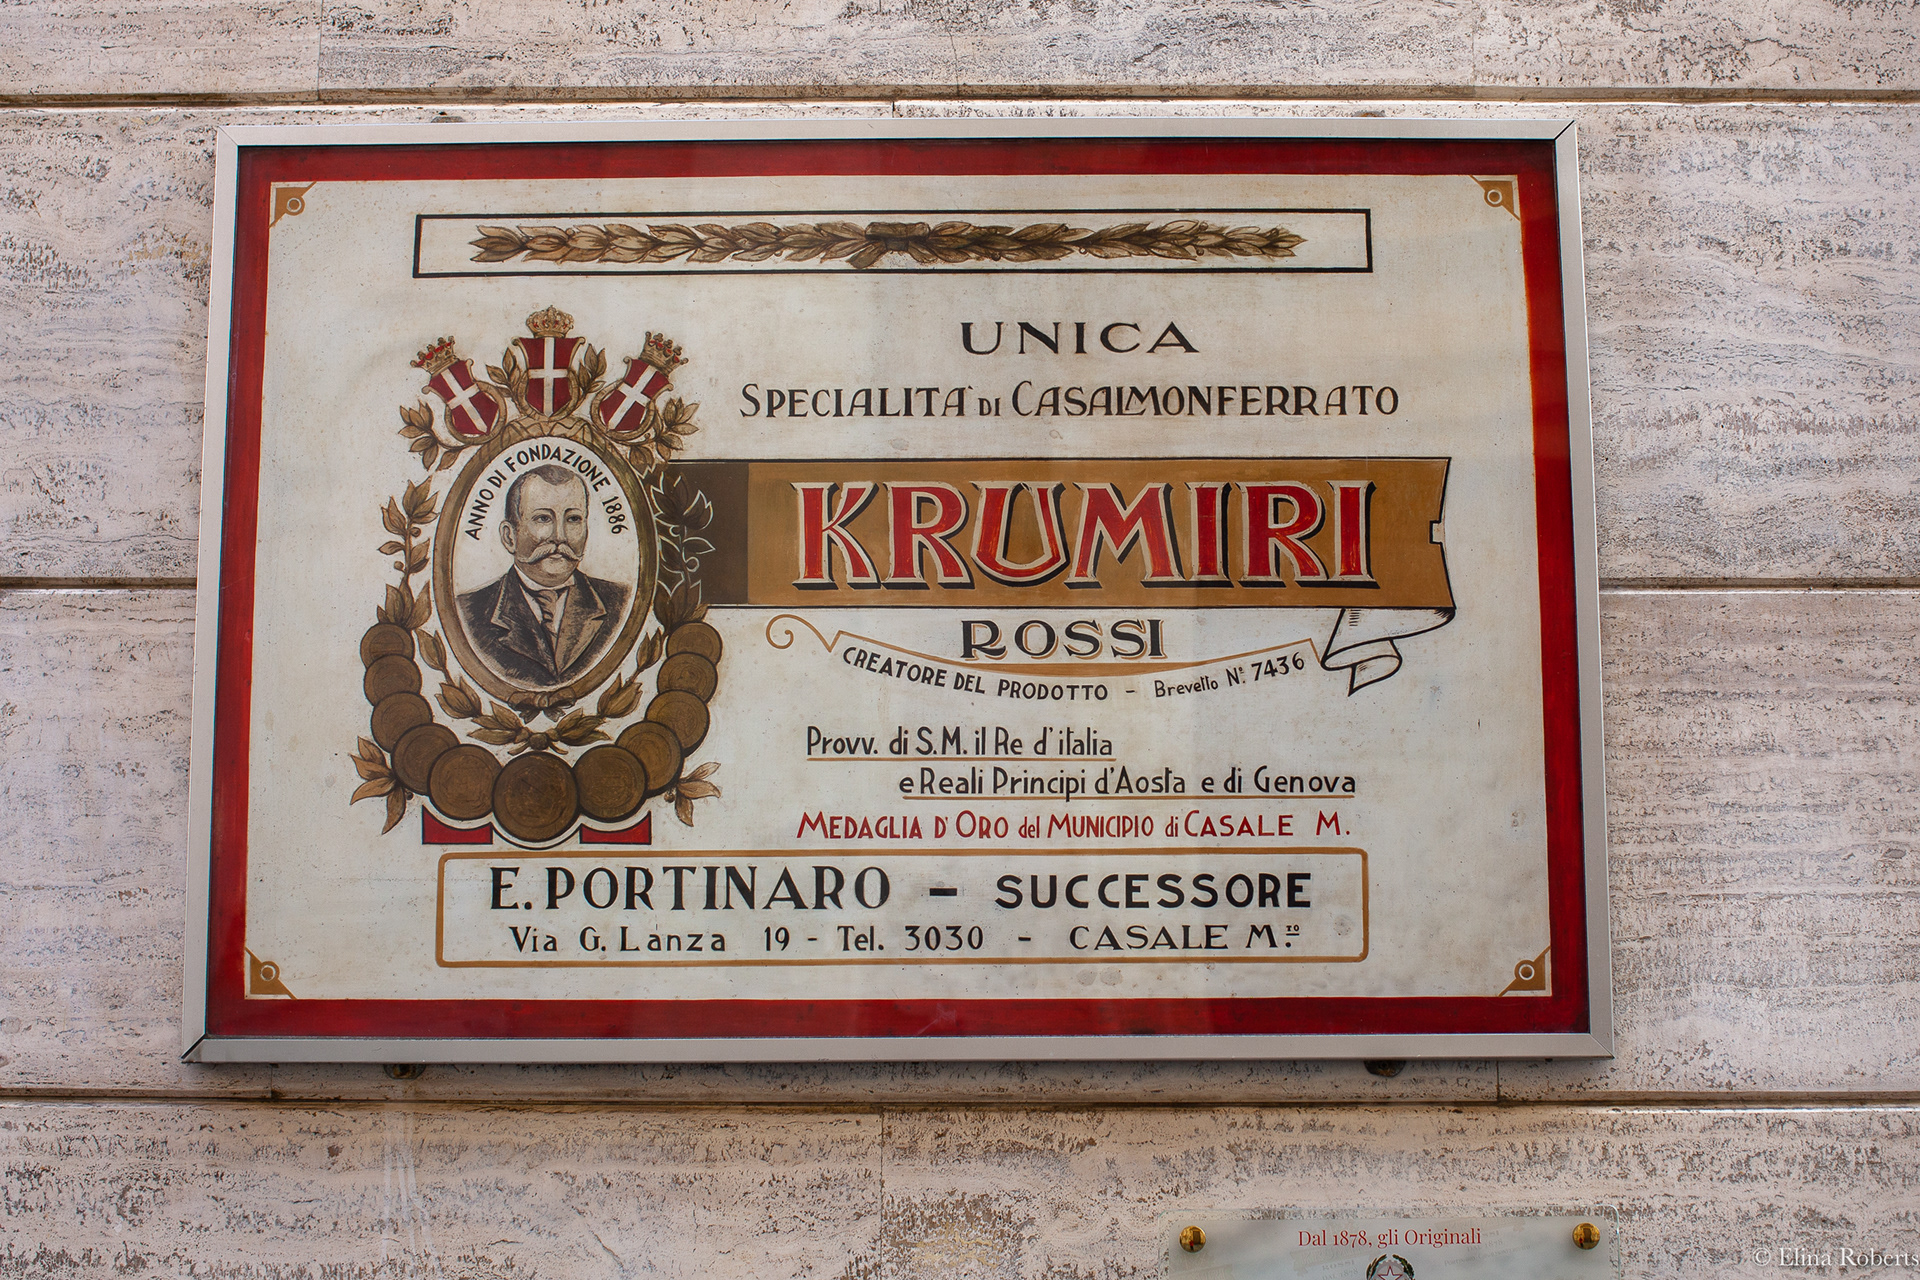 UNICA
SPECIALITA' DI CASALMONFERRATO
ANNO DI FONDAZIONE 1886
KRUMIRI
ROSSI
CREATORE DEL PRODOTTO - Brevetto N.º 7436
Provv. di S.M. il Re d'italia
e Reali Principi d'Aosta e di Genova
MEDAGLIA D'ORO del MUNICIPIO di CASALE M.
E. PORTINARO - SUCCESSORE
Via G. Lanza 19 - Tel. 3030 - CASALE M.TO
Dal 1878, gli Originali
© Elina Roberts